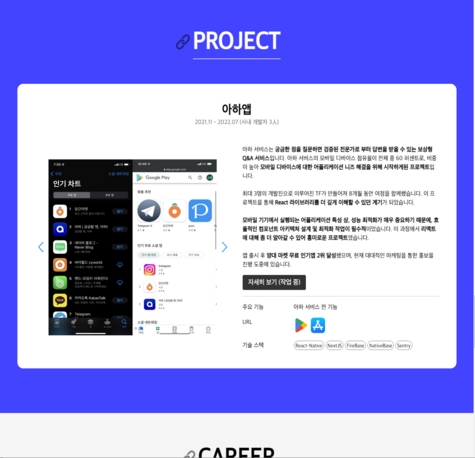 PROJECT
아하앱
2021.11 - 2022.07 (사내 개발자 3人)
인기 차트
Google Play
Telegram
아하 서비스는 궁금한 점을 질문하면 검증된 전문가로 부터 답변을 받을 수 있는 보상형
Q&A 서비스입니다. 아하 서비스의 모바일 디바이스 점유율이 전체 중 60 퍼센트로, 비중
이 높아 모바일 디바이스에 대한 어플리케이션 니즈 해결을 위해 시작하게된 프로젝트입
니다.
최대 3명의 개발진으로 이루어진 TF가 만들어져 8개월 동안 여정을 함께했습니다. 이 프
로젝트를 통해 React 라이브러리를 더 깊게 이해할 수 있던 계기가 되었습니다.
모바일 기기에서 실행되는 어플리케이션 특성 상, 성능 최적화가 매우 중요하기 때문에, 효
율적인 컴포넌트 아키텍쳐 설계 및 최적화 작업이 필수적이었습니다. 이 과정에서 리액트
에 대해 좀 더 알아갈 수 있어 흥미로운 프로젝트였습니다.
앱 출시 후 양대 마켓 무료 인기앱 2위 달성했으며, 현재 대대적인 마케팅을 통한 홍보을
진행 도중에 있습니다.
자세히 보기 (작업 중)
주요 기능 아하 서비스 전 기능
URL
기술 스택 React-Native NextJS FireBase NativeBase Sentry
CAREER